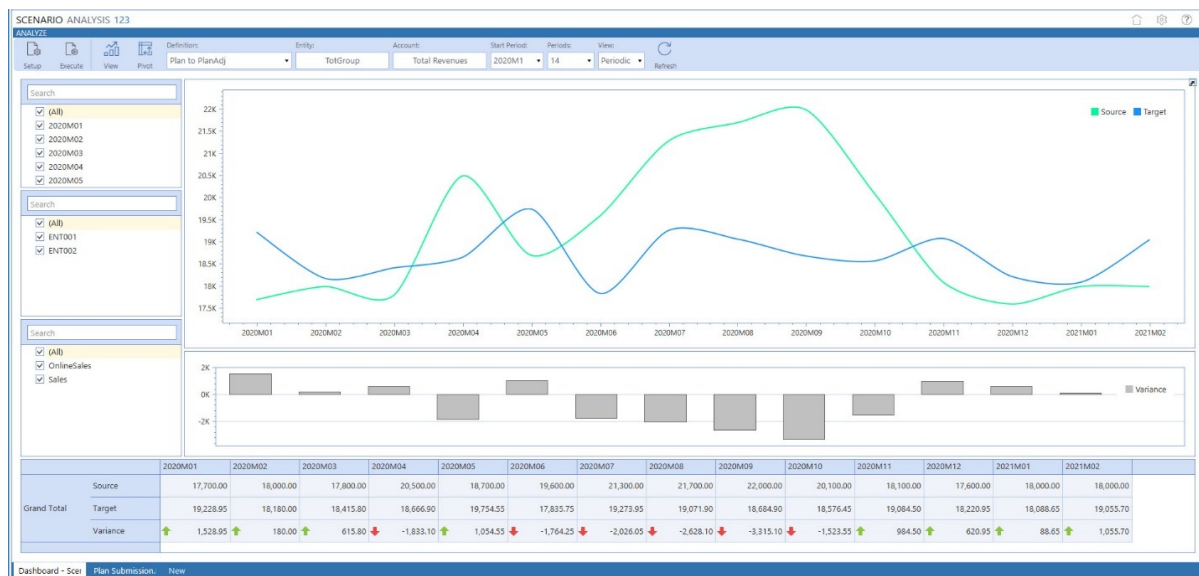 SCENARIO ANALYSIS 123
ANALYZE
Setup Execute View Pivot
Definition: Entity: Account: Start Period: Periods: View:
Plan to PlanAdj TotGroup Total Revenues 2020M1 14 Periodic Refresh
Search
(All)
2020M01
2020M02
2020M03
2020M04
2020M05
Search
(All)
ENT001
ENT002
Search
(All)
OnlineSales
Sales
Source Target
22K
21.5K
21K
20.5K
20K
19.5K
19K
18.5K
18K
17.5K
2020M01 2020M02 2020M03 2020M04 2020M05 2020M06 2020M07 2020M08 2020M09 2020M10 2020M11 2020M12 2021M01 2021M02
2K
0K
-2K
Variance
2020M01 2020M02 2020M03 2020M04 2020M05 2020M06 2020M07 2020M08 2020M09 2020M10 2020M11 2020M12 2021M01 2021M02
Source 17,700.00 18,000.00 17,800.00 20,500.00 18,700.00 19,600.00 21,300.00 21,700.00 22,000.00 20,100.00 18,100.00 17,600.00 18,000.00 18,000.00
Grand Total Target 19,228.95 18,180.00 18,415.80 18,666.90 19,754.55 17,835.75 19,273.95 19,071.90 18,684.90 18,576.45 19,084.50 18,220.95 18,088.65 19,055.70
Variance 1,528.95 180.00 615.80 -1,833.10 1,054.55 -1,764.25 -2,026.05 -2,628.10 -3,315.10 -1,523.55 984.50 620.95 88.65 1,055.70
Dashboard - Scer Plan Submission. New